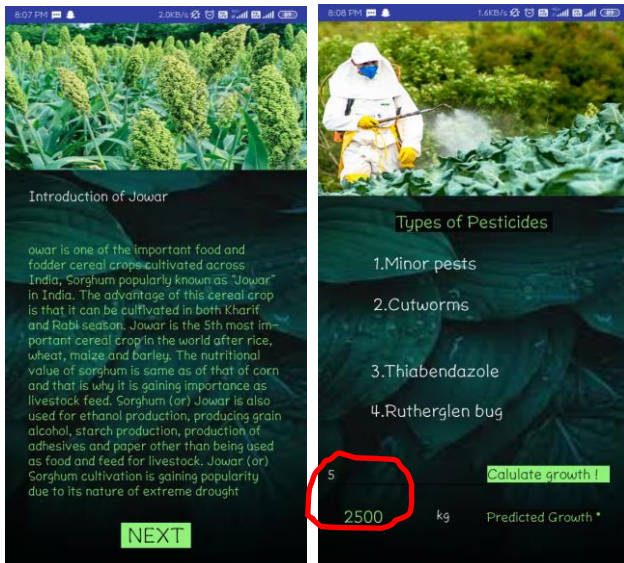 8:07 PM
2.0KB/s
89
Introduction of Jowar
owar is one of the important food and
fodder cereal crops cultivated across
India, Sorghum popularly known as "Jowar"
in India. The advantage of this cereal crop
is that it can be cultivated in both Kharif
and Rabi season. Jowar is the 5th most im-
portant cereal crop in the world after rice,
wheat, maize and barley. The nutritional
value of sorghum is same as of that of corn
and that is why it is gaining importance as
livestock feed. Sorghum (or) Jowar is also
used for ethanol production, producing grain
alcohol, starch production, production of
adhesives and paper other than being used
as food and feed for livestock. Jowar (or)
Sorghum cultivation is gaining popularity
due to its nature of extreme drought
NEXT
8:08 PM
1.6KB/s
89
Types of Pesticides
1.Minor pests
2.Cutworms
3.Thiabendazole
4.Rutherglen bug
5 Calulate growth !
2500 kg Predicted Growth *